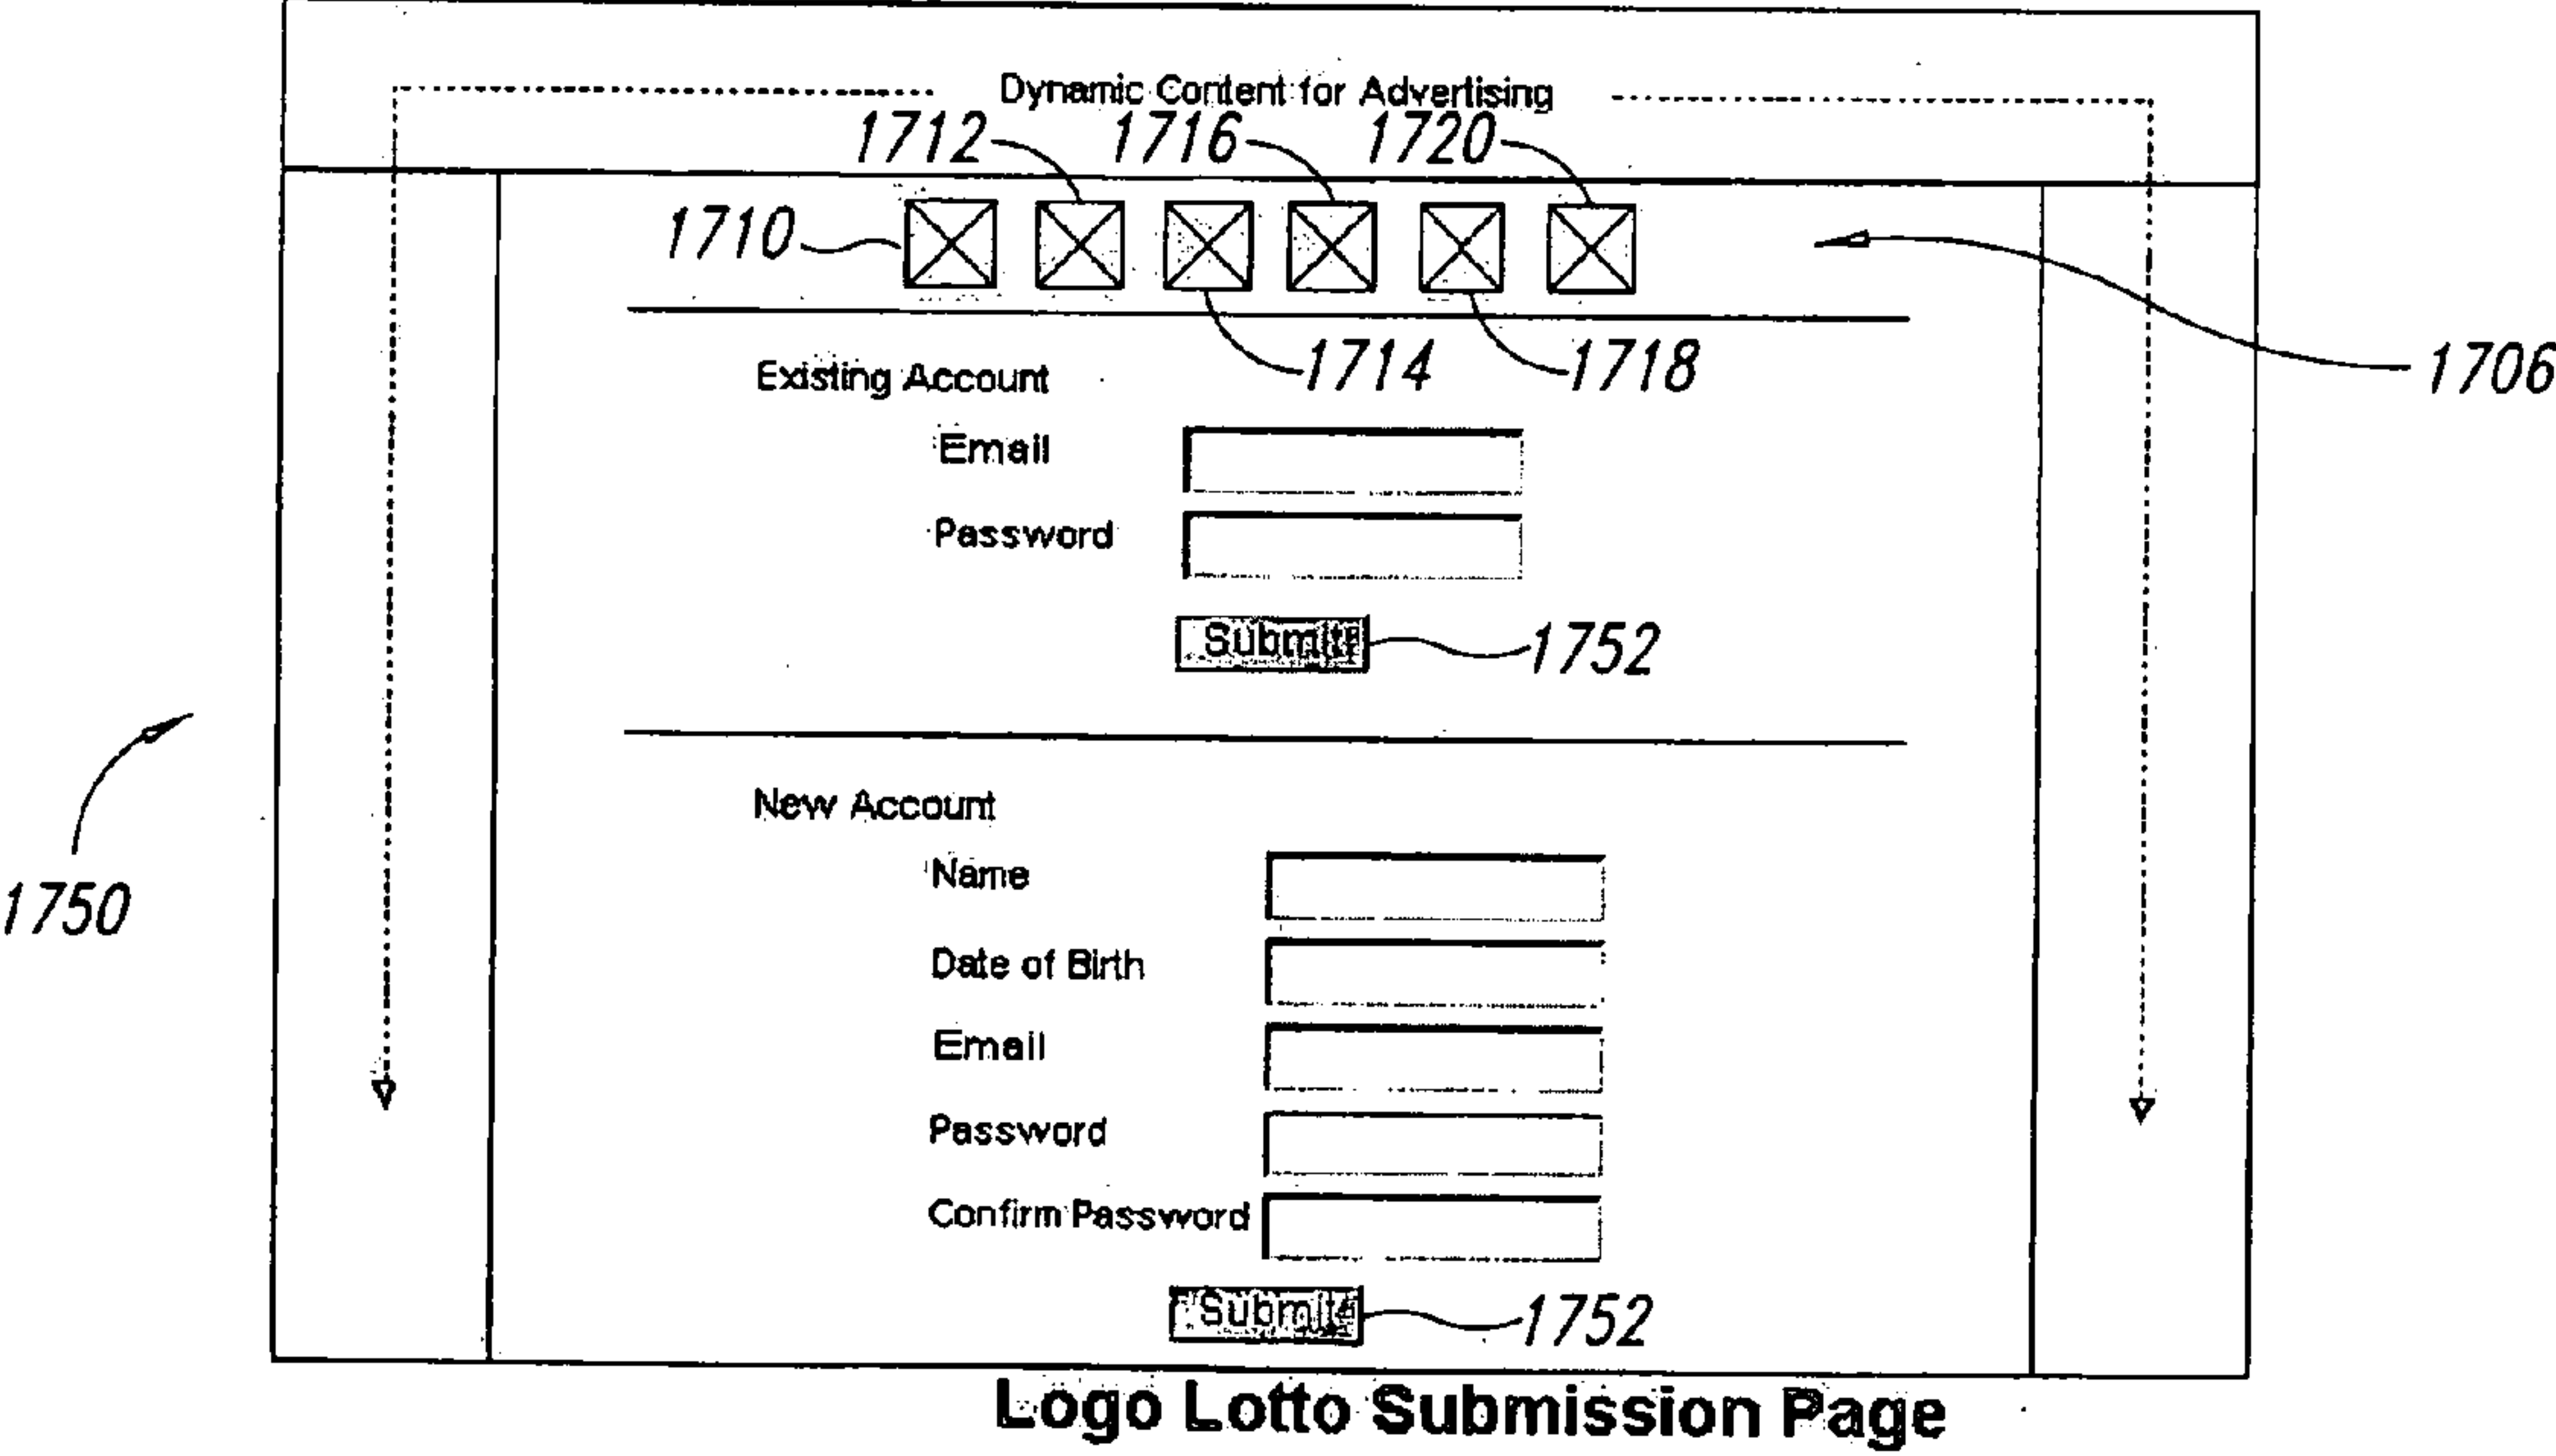 Dynamic Content for Advertising
1712 1716 1720
1710
1714 1718
1706
Existing Account
Email
Password
Submit 1752
New Account
1750
Name
Date of Birth
Email
Password
Confirm Password
Submit 1752
Logo Lotto Submission Page